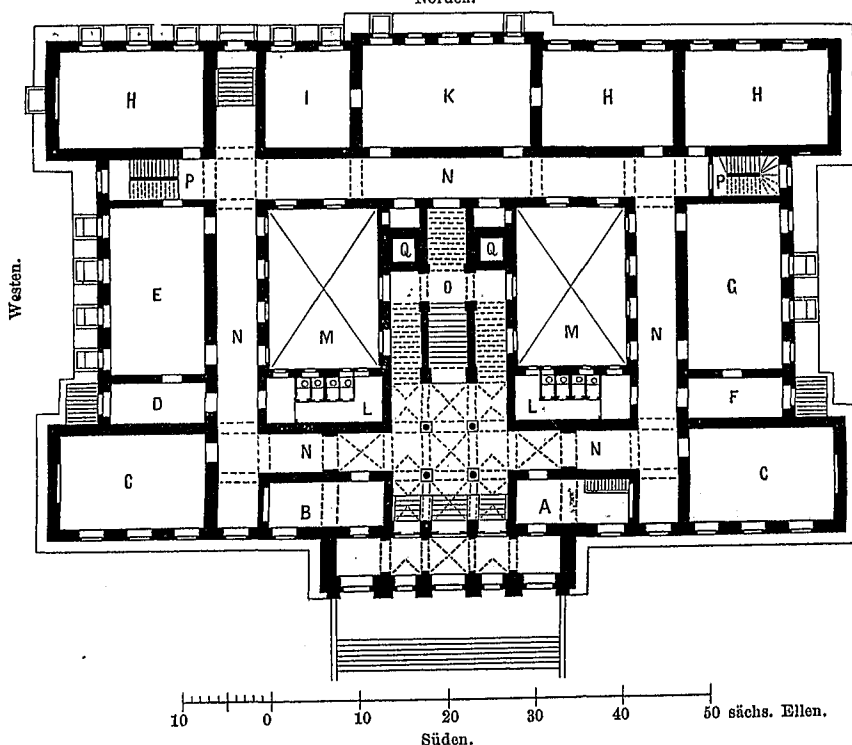 Norden.
H I K H H
P N P
Q Q
O
E G
Westen.
N M M N
D L L F
C N N C
B A
10 0 10 20 30 40 50 sächs. Ellen.
Süden.